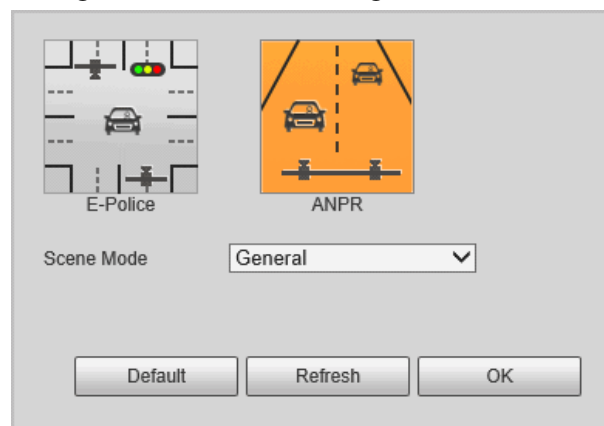 E-Police
ANPR
Scene Mode
General
Default
Refresh
OK